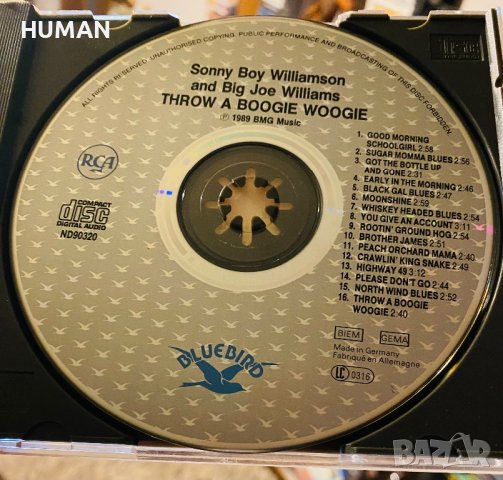 HUMAN
ALL RIGHTS RESERVED. UNAUTHORISED COPYING, PUBLIC PERFORMANCE AND BROADCASTING OF THIS DISC FORBIDDEN.
Sonny Boy Williamson
and Big Joe Williams
THROW A BOOGIE WOOGIE
℗ 1989 BMG Music
RCA
COMPACT
disc
DIGITAL AUDIO
ND90320
1. GOOD MORNING
SCHOOLGIRL 2:58
2. SUGAR MOMMA BLUES 2:56
3. GOT THE BOTTLE UP
AND GONE 2:31
4. EARLY IN THE MORNING 2:46
5. BLACK GAL BLUES 2:47
6. MOONSHINE 2:59
7. WHISKEY HEADED BLUES 2:54
8. YOU GIVE AN ACCOUNT 3:11
9. ROOTIN' GROUND HOG 2:54
10. BROTHER JAMES 2:51
11. PEACH ORCHARD MAMA 2:40
12. CRAWLIN' KING SNAKE 2:49
13. HIGHWAY 49 3:12
14. PLEASE DON'T GO 2:44
15. NORTH WIND BLUES 2:52
16. THROW A BOOGIE
WOOGIE 2:40
BIEM GEMA
Made in Germany
Fabriqué en Allemagne
LC 0316
BLUEBIRD
BAZAR.bg